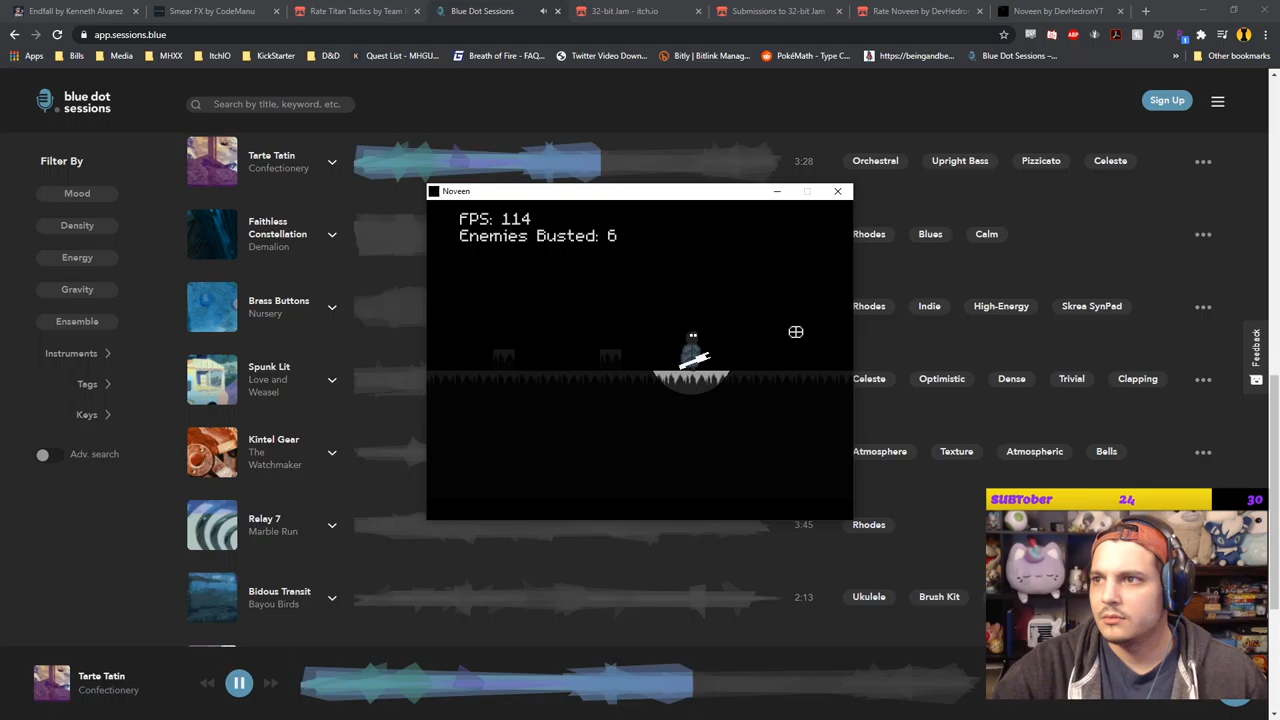 Endfall by Kenneth Alvarez
Smear FX by CodeManu
Rate Titan Tactics by Team
Blue Dot Sessions
32-bit Jam - itch.io
Submissions to 32-bit Jam - itch
Rate Noveen by DevHedron
Noveen by DevHedronYT
app.sessions.blue
Apps
Bills
Media
MHXX
ItchIO
KickStarter
D&D
Quest List - MHGU...
Breath of Fire - FAQ...
Twitter Video Down...
Bitly | Bitlink Manag...
PokéMath - Type C...
https://beingandbe...
Blue Dot Sessions –...
»
Other bookmarks
blue dot
sessions
Search by title, keyword, etc.
Sign Up
Filter By
Mood
Density
Energy
Gravity
Ensemble
Instruments
Tags
Keys
Adv. search
Tarte Tatin
Confectionery
3:28
Orchestral
Upright Bass
Pizzicato
Celeste
Noveen
FPS: 114
Enemies Busted: 6
Faithless
Constellation
Demalion
Rhodes
Blues
Calm
Brass Buttons
Nursery
Rhodes
Indie
High-Energy
Skrea SynPad
Feedback
Spunk Lit
Love and
Weasel
Celeste
Optimistic
Dense
Trivial
Clapping
Kintel Gear
The
Watchmaker
Atmosphere
Texture
Atmospheric
Bells
Relay 7
Marble Run
3:45
Rhodes
SUBTober
24
30
Bidous Transit
Bayou Birds
2:13
Ukulele
Brush Kit
Tarte Tatin
Confectionery